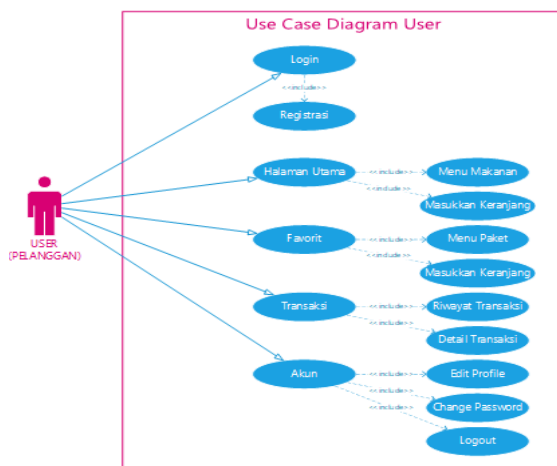 Use Case Diagram User
Login
<<include>>
Registrasi
Halaman Utama
<<include>>
Menu Makanan
<<include>>
Masukkan Keranjang
USER
(PELANGGAN)
Favorit
<<include>>
Menu Paket
<<include>>
Masukkan Keranjang
Transaksi
<<include>>
Riwayat Transaksi
<<include>>
Detail Transaksi
Akun
<<include>>
Edit Profile
<<include>>
Change Password
<<include>>
Logout